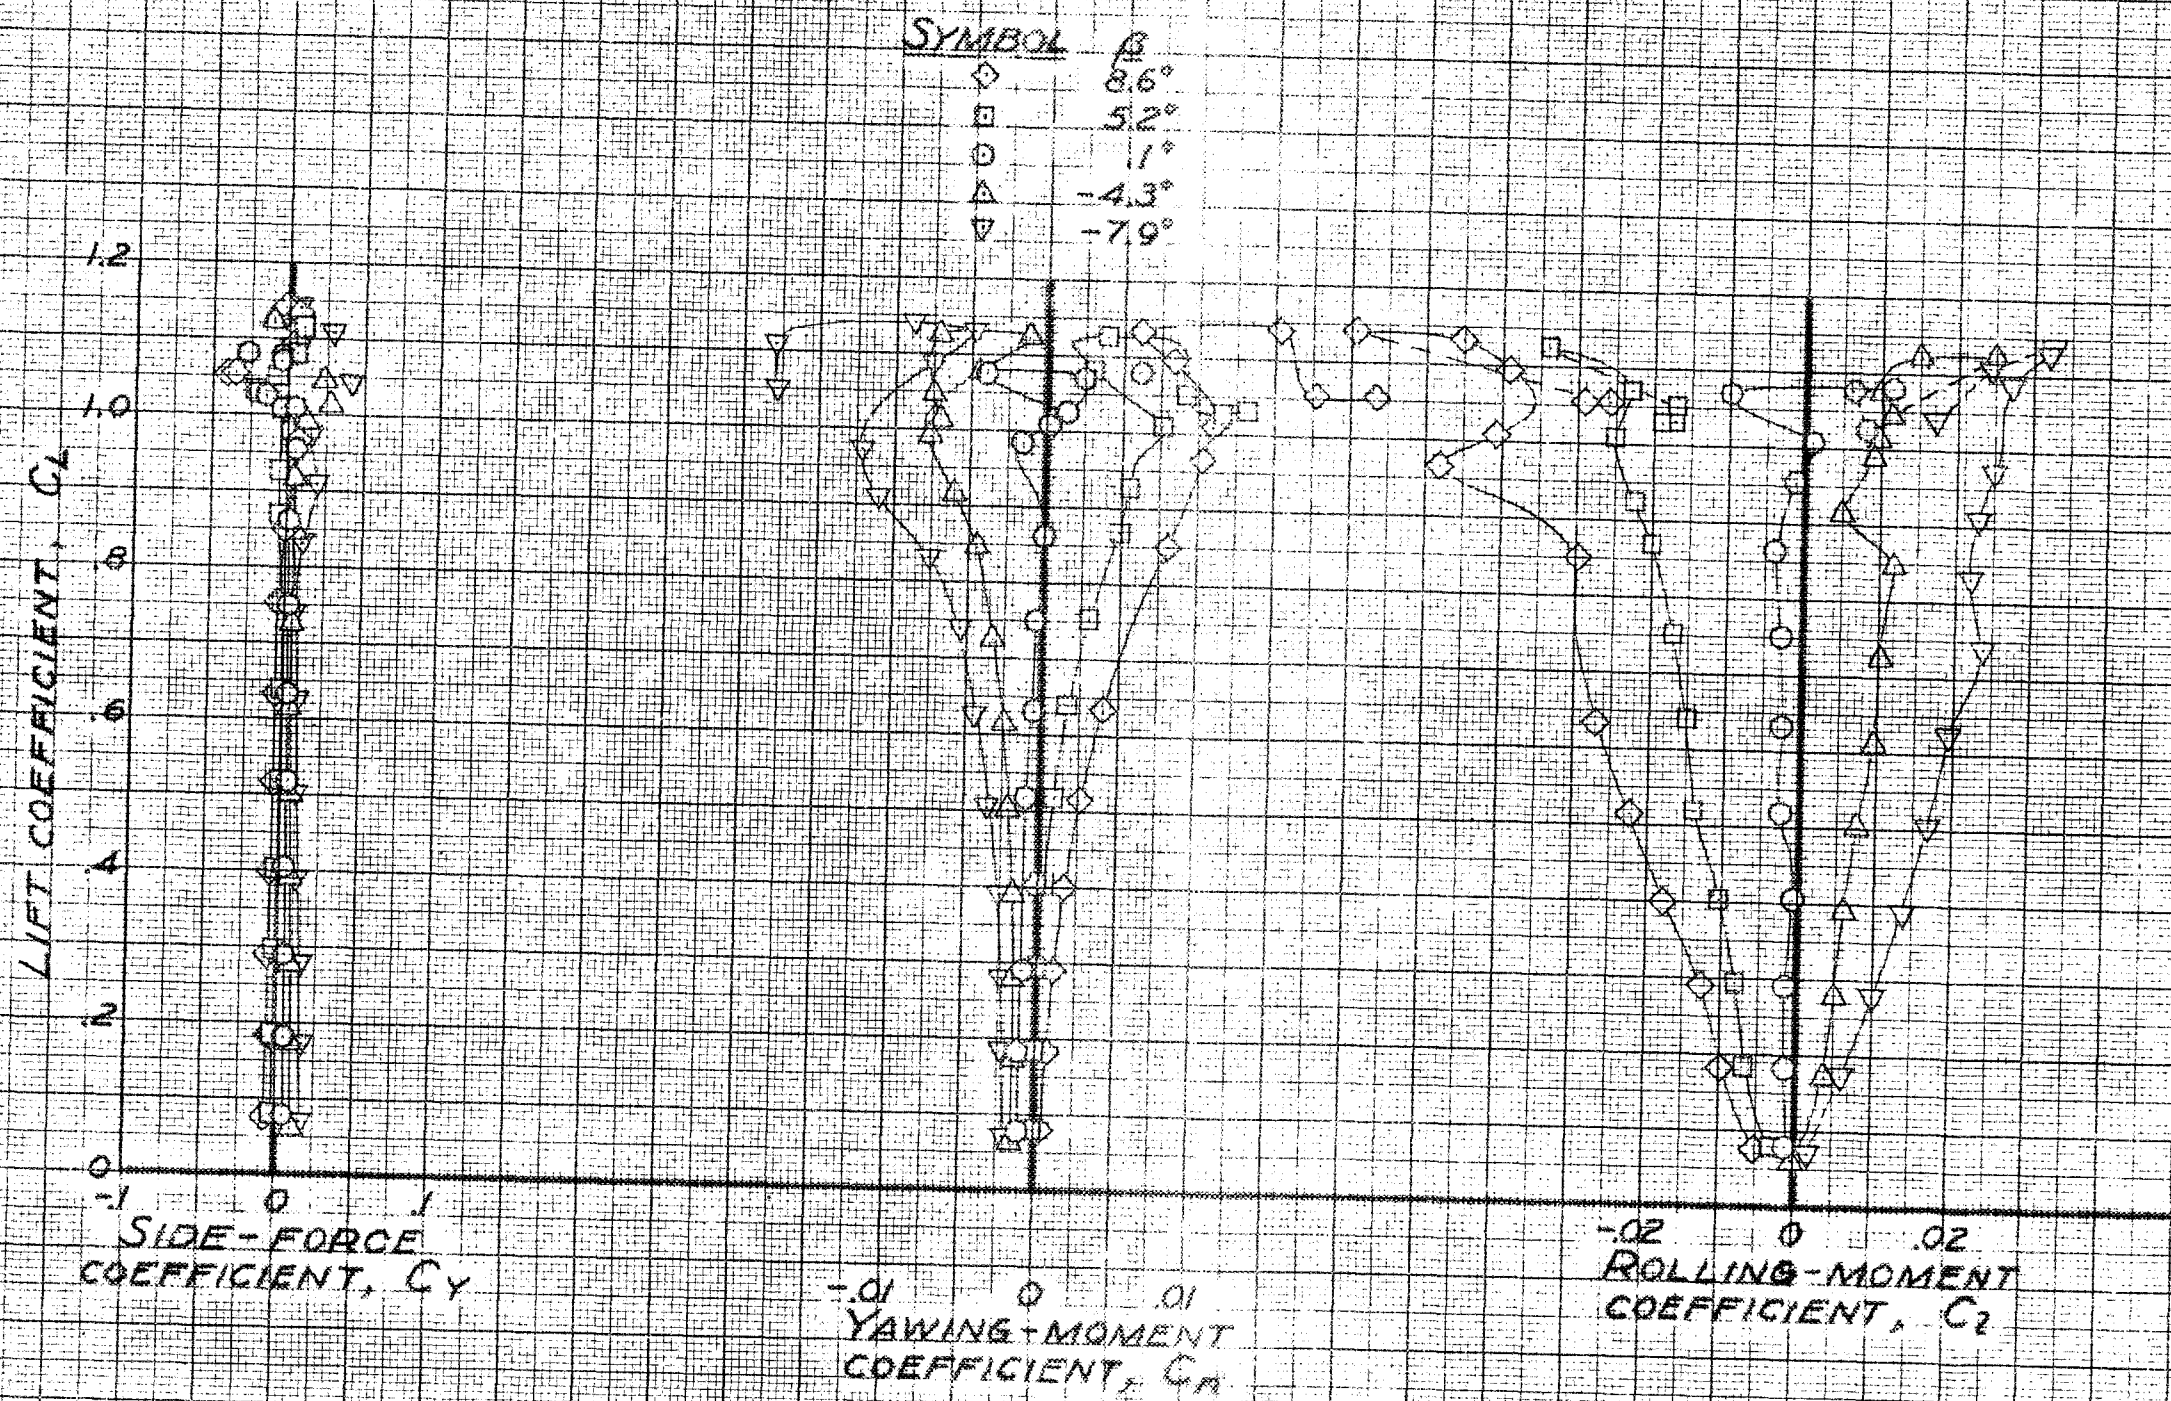 SYMBOL β
◇ 8.6°
□ 5.2°
○ .1°
△ -4.3°
▽ -7.9°
1.2
1.0
.8
.6
.4
.2
0
LIFT COEFFICIENT, CL
-.1 0 .1
SIDE-FORCE
COEFFICIENT, CY
-.01 0 .01
YAWING-MOMENT
COEFFICIENT, Cn
-.02 0 .02
ROLLING-MOMENT
COEFFICIENT, Cl